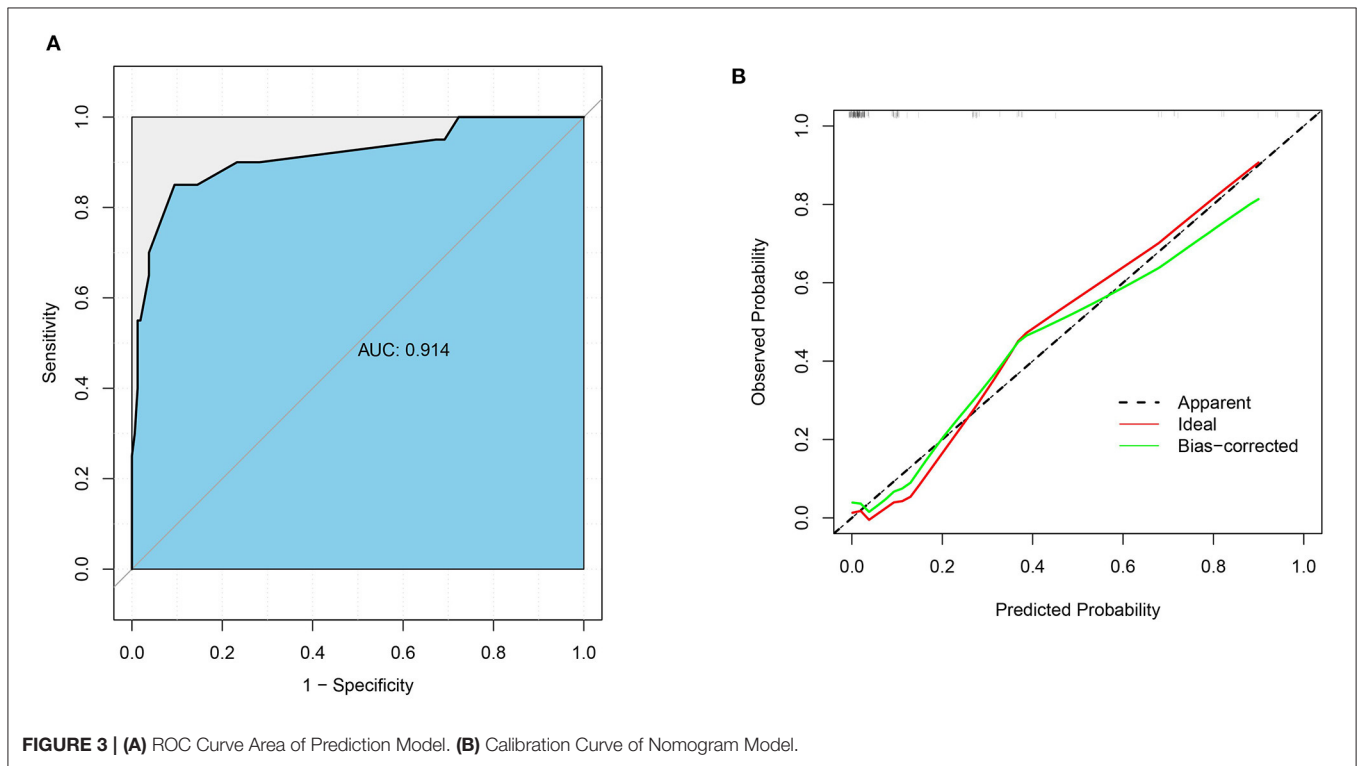 A
1.0
0.8
0.6
0.4
0.2
0.0
Sensitivity
AUC: 0.914
0.0 0.2 0.4 0.6 0.8 1.0
1 − Specificity
B
1.0
0.8
0.6
0.4
0.2
0.0
Observed Probability
Apparent
Ideal
Bias−corrected
0.0 0.2 0.4 0.6 0.8 1.0
Predicted Probability
FIGURE 3 | (A) ROC Curve Area of Prediction Model. (B) Calibration Curve of Nomogram Model.